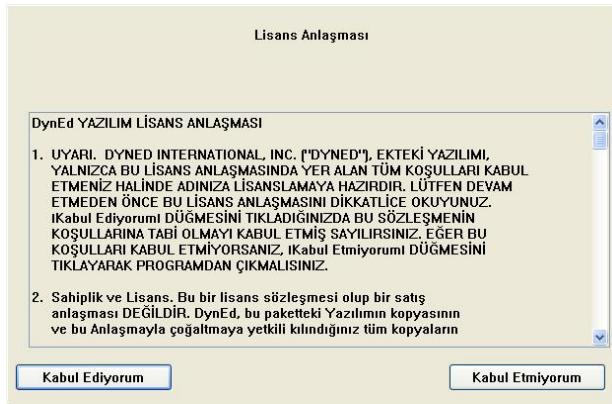 Lisans Anlaşması
DynEd YAZILIM LİSANS ANLAŞMASI
1. UYARI. DYNED INTERNATIONAL, INC. ("DYNED"), EKTEKİ YAZILIMI,
YALNIZCA BU LİSANS ANLAŞMASINDA YER ALAN TÜM KOŞULLARI KABUL
ETMENİZ HALİNDE ADINIZA LİSANSLAMAYA HAZIRDIR. LÜTFEN DEVAM
ETMEDEN ÖNCE BU LİSANS ANLAŞMASINI DİKKATLİCE OKUYUNUZ.
ıKabul Ediyorumı DÜĞMESİNİ TIKLADIĞINIZDA BU SÖZLEŞMENİN
KOŞULLARINA TABİ OLMAYI KABUL ETMİŞ SAYILIRSINIZ. EĞER BU
KOŞULLARI KABUL ETMİYORSANIZ, ıKabul Etmiyorumı DÜĞMESİNİ
TIKLAYARAK PROGRAMDAN ÇIKMALISINIZ.
2. Sahiplik ve Lisans. Bu bir lisans sözleşmesi olup bir satış
anlaşması DEĞİLDİR. DynEd, bu paketteki Yazılımın kopyasının
ve bu Anlaşmayla çoğaltmaya yetkili kılındığınız tüm kopyaların
Kabul Ediyorum
Kabul Etmiyorum